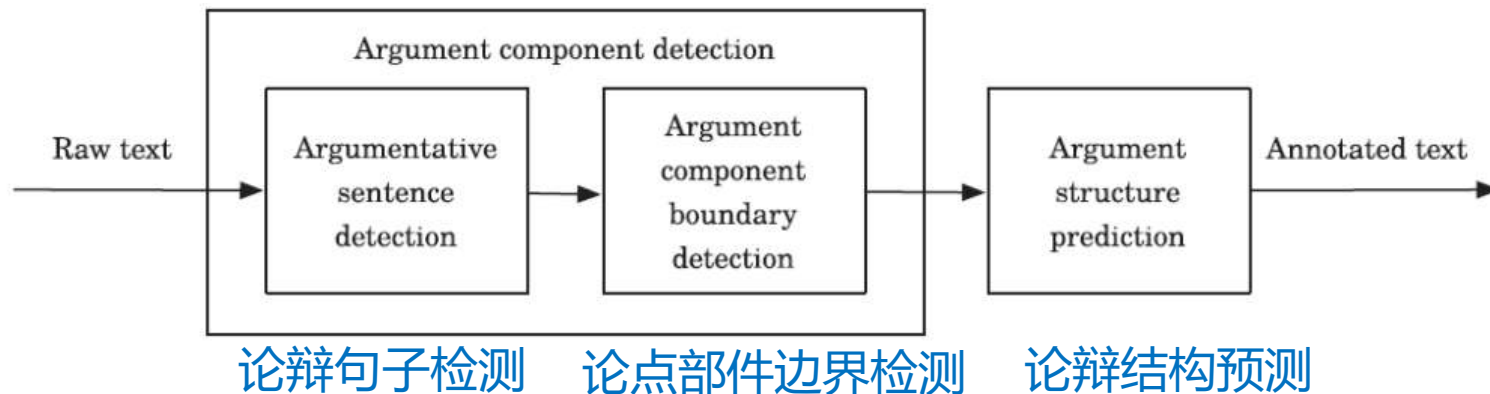 Argument component detection
Raw text
Argumentative
sentence
detection
Argument
component
boundary
detection
Argument
structure
prediction
Annotated text
论辩句子检测
论点部件边界检测
论辩结构预测